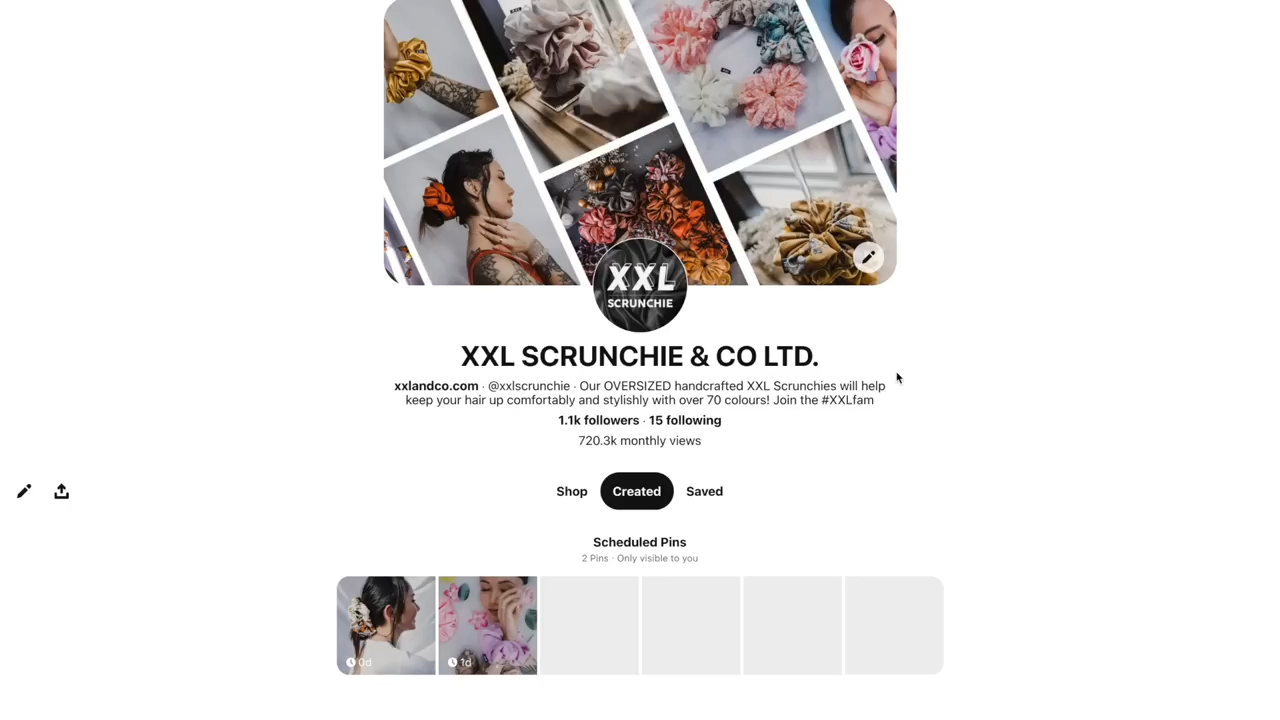 XXL
SCRUNCHIE
XXL SCRUNCHIE & CO LTD.
xxlandco.com · @xxlscrunchie · Our OVERSIZED handcrafted XXL Scrunchies will help
keep your hair up comfortably and stylishly with over 70 colours! Join the #XXLfam
1.1k followers · 15 following
720.3k monthly views
Shop Created Saved
Scheduled Pins
2 Pins · Only visible to you
0d 1d